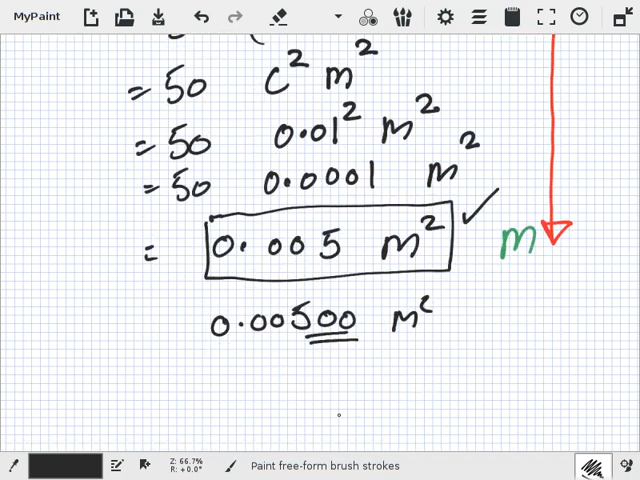 MyPaint
= 50 c² m²
= 50 0.01² m²
= 50 0.0001 m²
= 0.005 m² ✓ m
0.00500 m²
Z: 66.7%
R: +0.0°
Paint free-form brush strokes